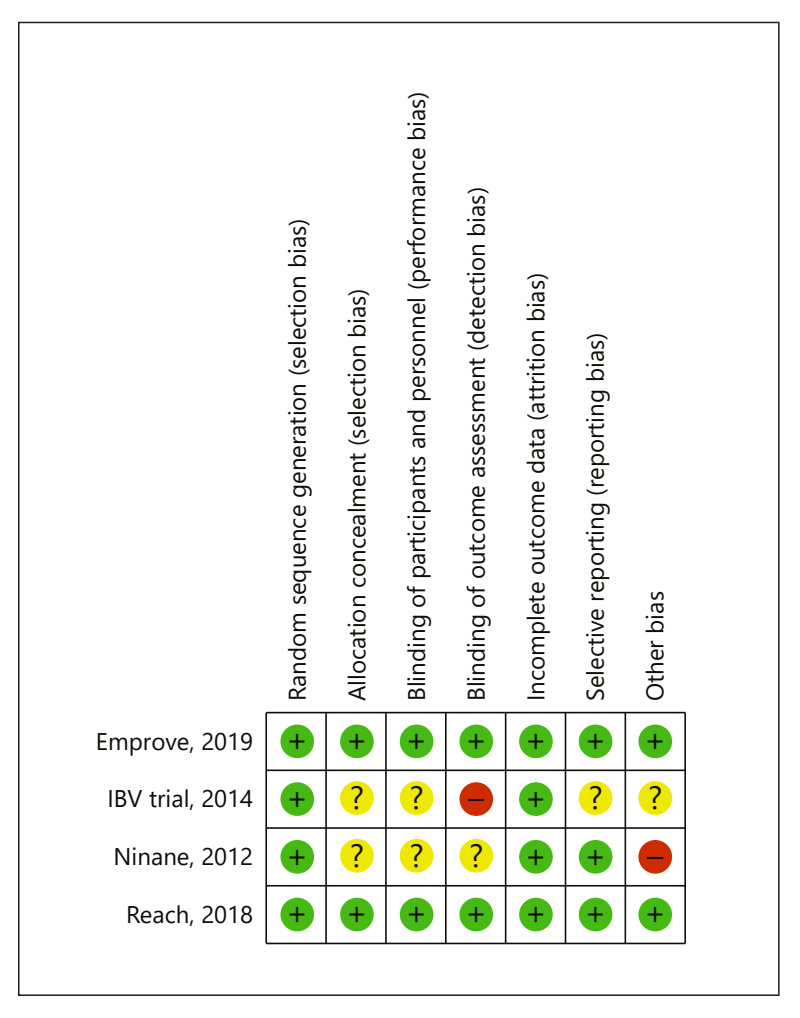 Random sequence generation (selection bias)
Allocation concealment (selection bias)
Blinding of participants and personnel (performance bias)
Blinding of outcome assessment (detection bias)
Incomplete outcome data (attrition bias)
Selective reporting (reporting bias)
Other bias
Emprove, 2019 + + + + + + +
IBV trial, 2014 + ? ? – + ? ?
Ninane, 2012 + ? ? ? + + –
Reach, 2018 + + + + + + +